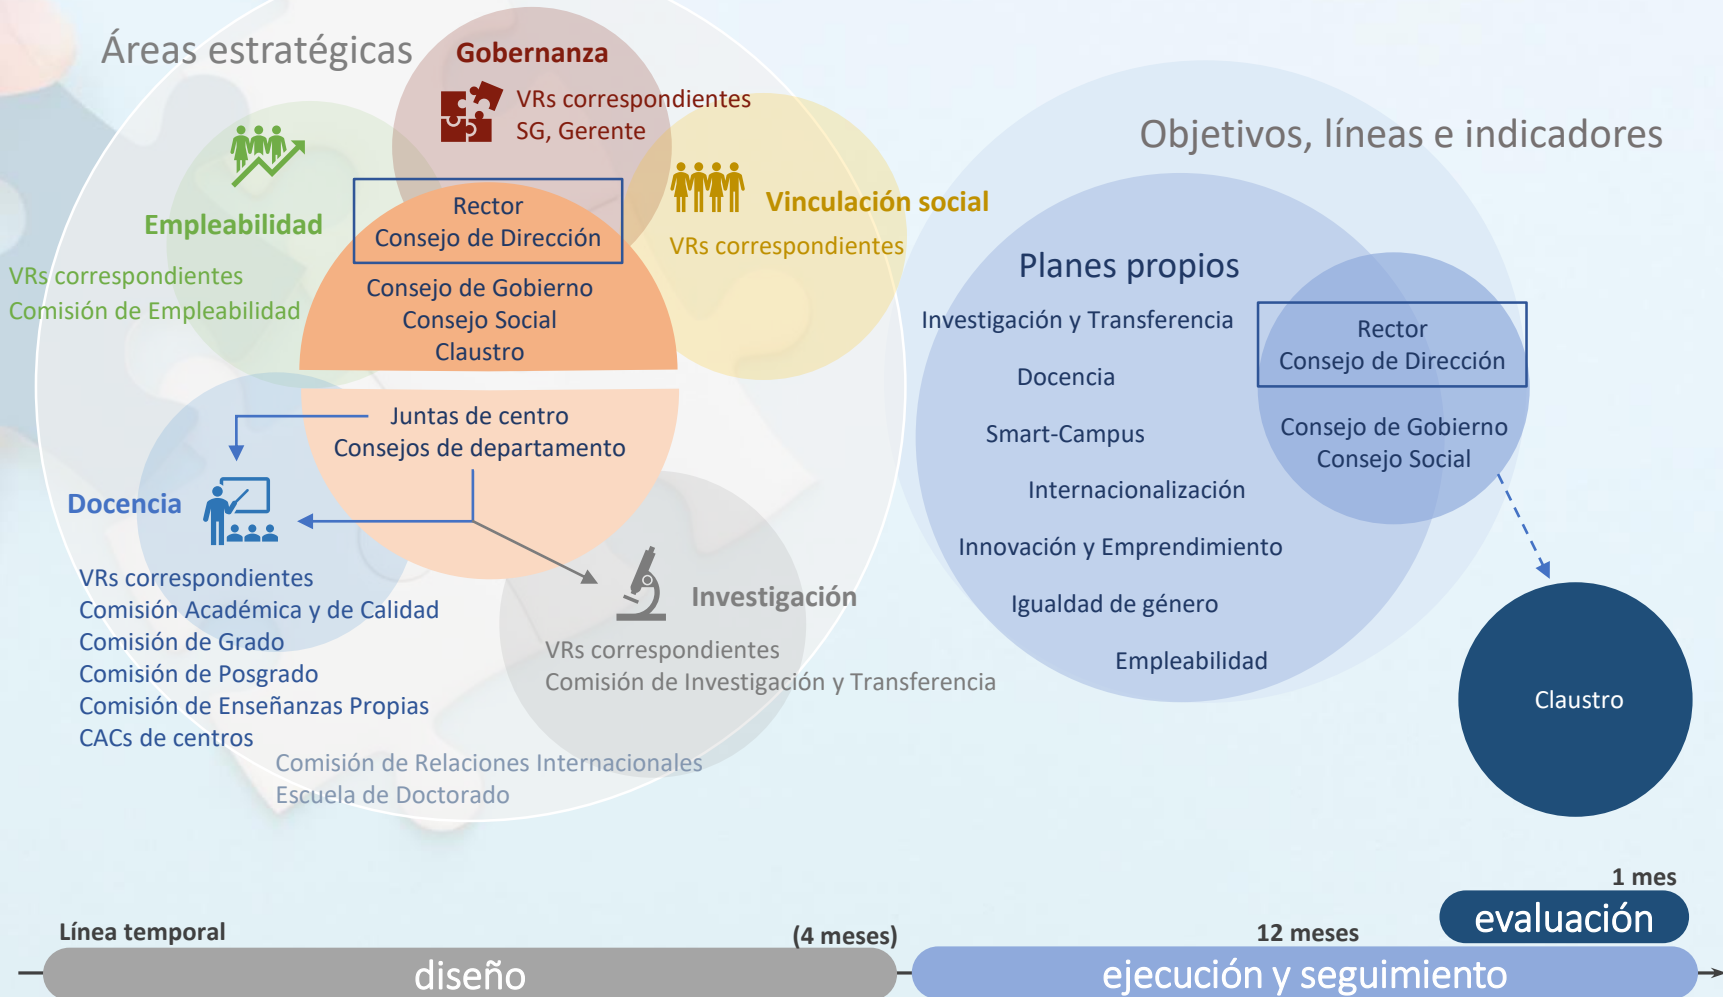 Áreas estratégicas
Gobernanza
VRs correspondientes
SG, Gerente
Empleabilidad
VRs correspondientes
Comisión de Empleabilidad
Vinculación social
VRs correspondientes
Rector
Consejo de Dirección
Consejo de Gobierno
Consejo Social
Claustro
Juntas de centro
Consejos de departamento
Docencia
VRs correspondientes
Comisión Académica y de Calidad
Comisión de Grado
Comisión de Posgrado
Comisión de Enseñanzas Propias
CACs de centros
Investigación
VRs correspondientes
Comisión de Investigación y Transferencia
Comisión de Relaciones Internacionales
Escuela de Doctorado
Objetivos, líneas e indicadores
Planes propios
Investigación y Transferencia
Docencia
Smart-Campus
Internacionalización
Innovación y Emprendimiento
Igualdad de género
Empleabilidad
Rector
Consejo de Dirección
Consejo de Gobierno
Consejo Social
Claustro
Línea temporal
(4 meses)
diseño
12 meses
ejecución y seguimiento
1 mes
evaluación